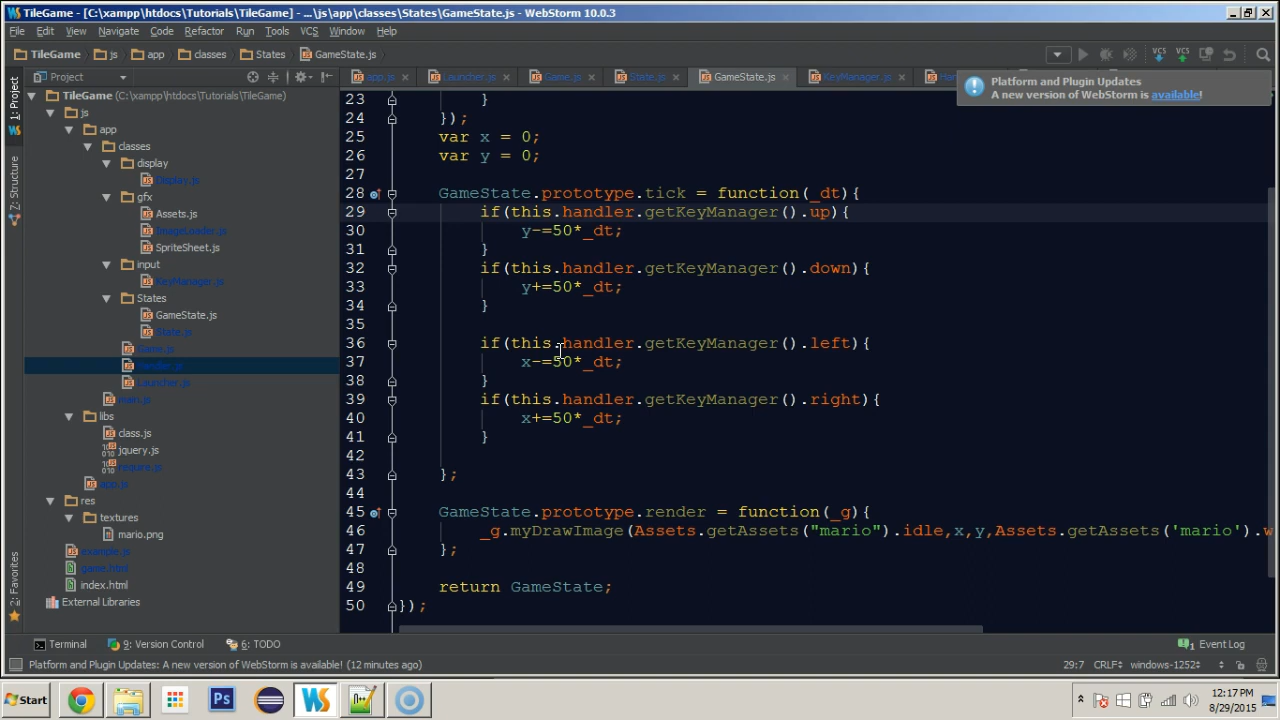 TileGame - [C:\xampp\htdocs\Tutorials\TileGame] - ...\js\app\classes\States\GameState.js - WebStorm 10.0.3
File Edit View Navigate Code Refactor Run Tools VCS Window Help
TileGame js app classes States GameState.js
VCS VCS
Project
app.js Launcher.js Game.js State.js GameState.js KeyManager.js
Platform and Plugin Updates
A new version of WebStorm is available!
1: Project
Z: Structure
2: Favorites
TileGame (C:\xampp\htdocs\Tutorials\TileGame)
js
app
classes
display
Display.js
gfx
Assets.js
ImageLoader.js
SpriteSheet.js
input
KeyManager.js
States
GameState.js
State.js
Game.js
Handler.js
Launcher.js
main.js
libs
class.js
jquery.js
require.js
app.js
res
textures
mario.png
example.js
game.html
index.html
External Libraries
23 }
24 });
25 var x = 0;
26 var y = 0;
27
28 GameState.prototype.tick = function(_dt){
29 if(this.handler.getKeyManager().up){
30 y-=50*_dt;
31 }
32 if(this.handler.getKeyManager().down){
33 y+=50*_dt;
34 }
35
36 if(this.handler.getKeyManager().left){
37 x-=50*_dt;
38 }
39 if(this.handler.getKeyManager().right){
40 x+=50*_dt;
41 }
42
43 };
44
45 GameState.prototype.render = function(_g){
46 _g.myDrawImage(Assets.getAssets("mario").idle,x,y,Assets.getAssets('mario').w
47 };
48
49 return GameState;
50 });
Terminal 9: Version Control 6: TODO 1 Event Log
Platform and Plugin Updates: A new version of WebStorm is available! (12 minutes ago) 29:7 CRLF windows-1252
Start Ps WS N++ 12:17 PM
8/29/2015